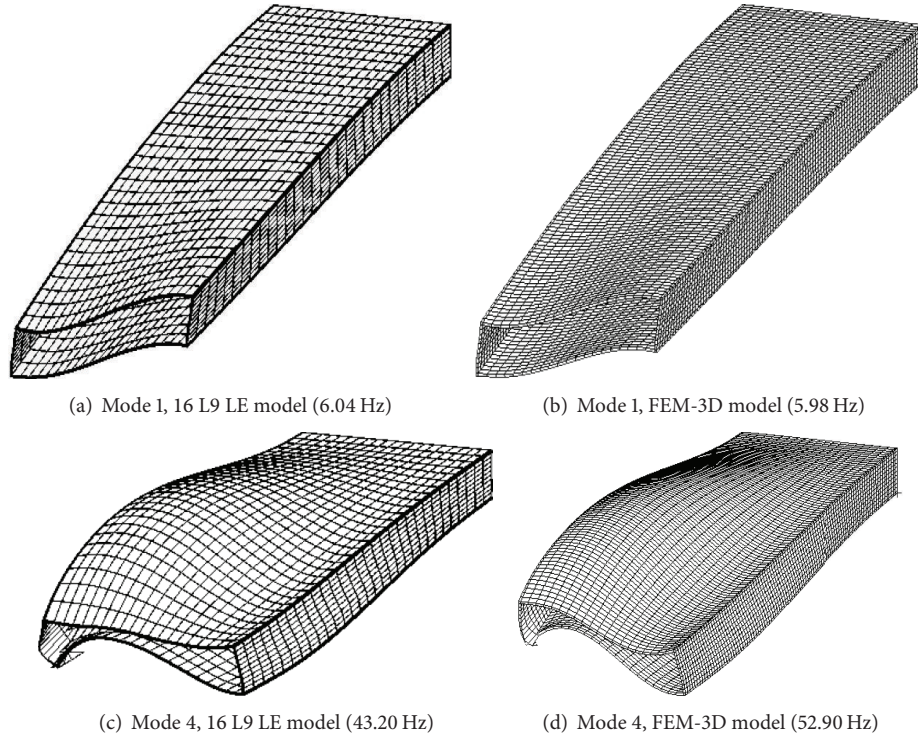 (a) Mode 1, 16 L9 LE model (6.04 Hz)
(b) Mode 1, FEM-3D model (5.98 Hz)
(c) Mode 4, 16 L9 LE model (43.20 Hz)
(d) Mode 4, FEM-3D model (52.90 Hz)